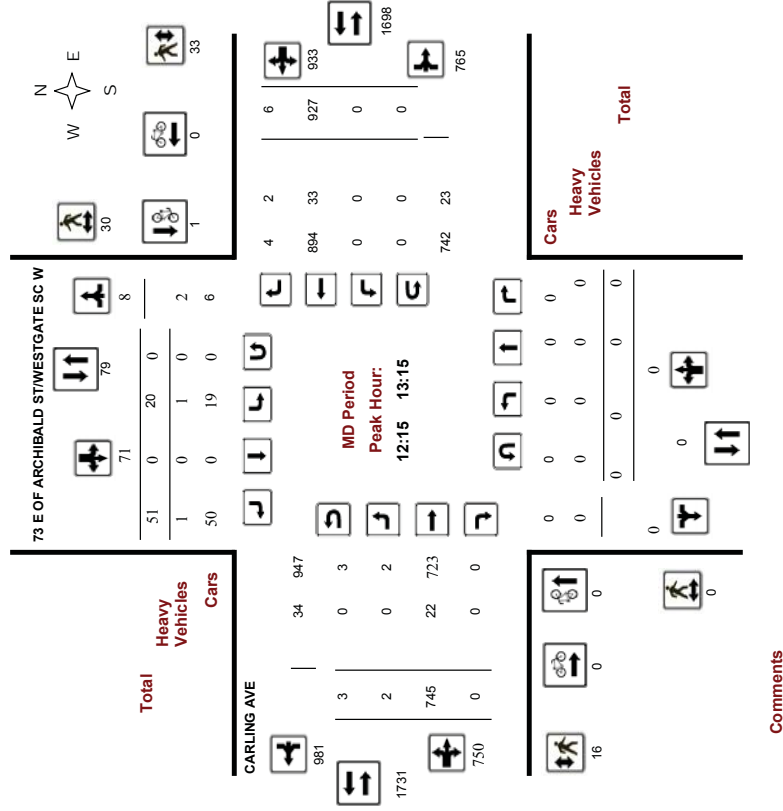 N
W E
S
73 E OF ARCHIBALD ST/WESTGATE SC W
30
33
1
0
79
71
8
Total
51 0 20 0
Heavy
Vehicles
1 0 1 0 2
Cars
50 0 19 0 6
CARLING AVE
981
34 947
1731
3 0 3
2 0 2
745 22 723
0 0 0
750
MD Period
Peak Hour:
12:15 13:15
4 2 6
894 33 927
0 0 0
0 0 0
742 23
933
1698
765
0 0 0 0 0
Cars
0 0 0 0 0
Heavy
Vehicles
0 0 0 0
Total
0
0
0
16
0
0
0
Comments